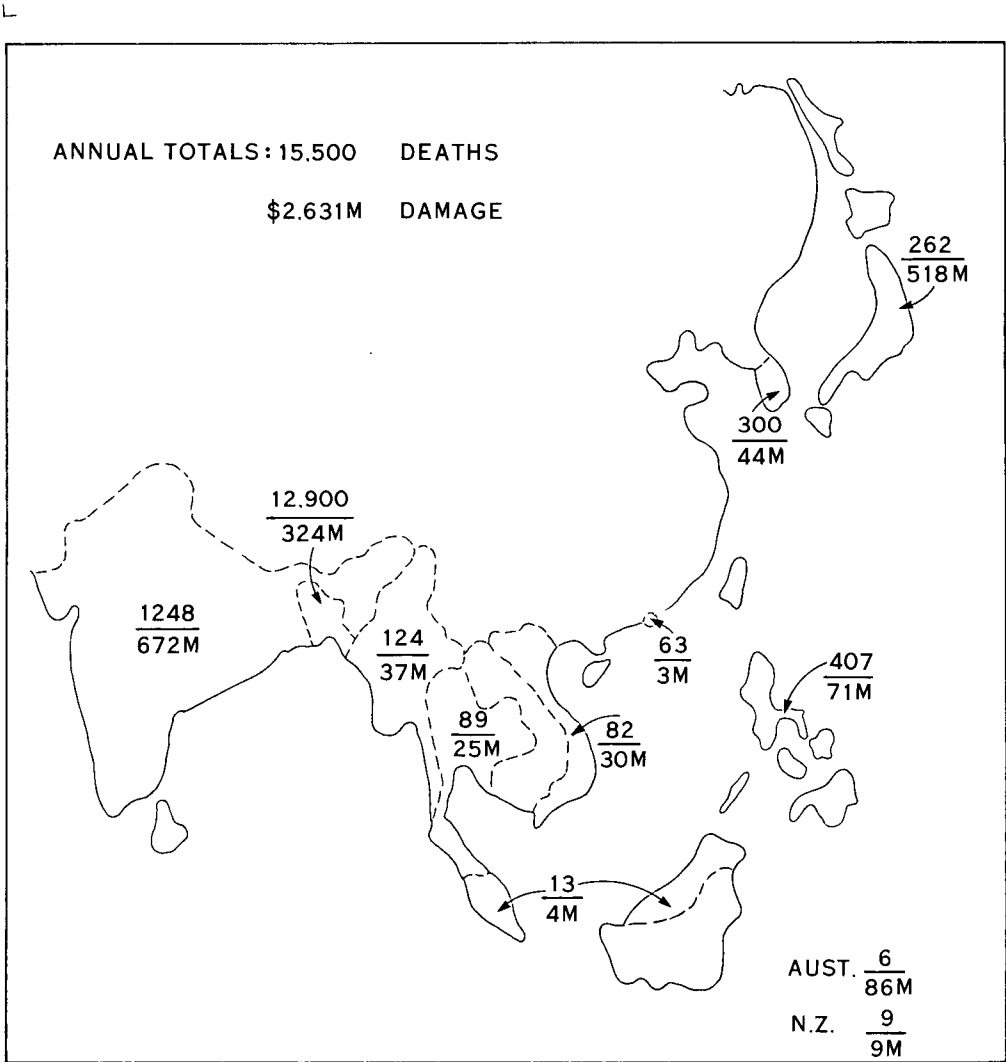 ANNUAL TOTALS: 15,500 DEATHS
$2.631M DAMAGE
262
518M
300
44M
12,900
324M
1248
672M
124
37M
63
3M
407
71M
89
25M
82
30M
13
4M
AUST. 6
86M
N.Z. 9
9M